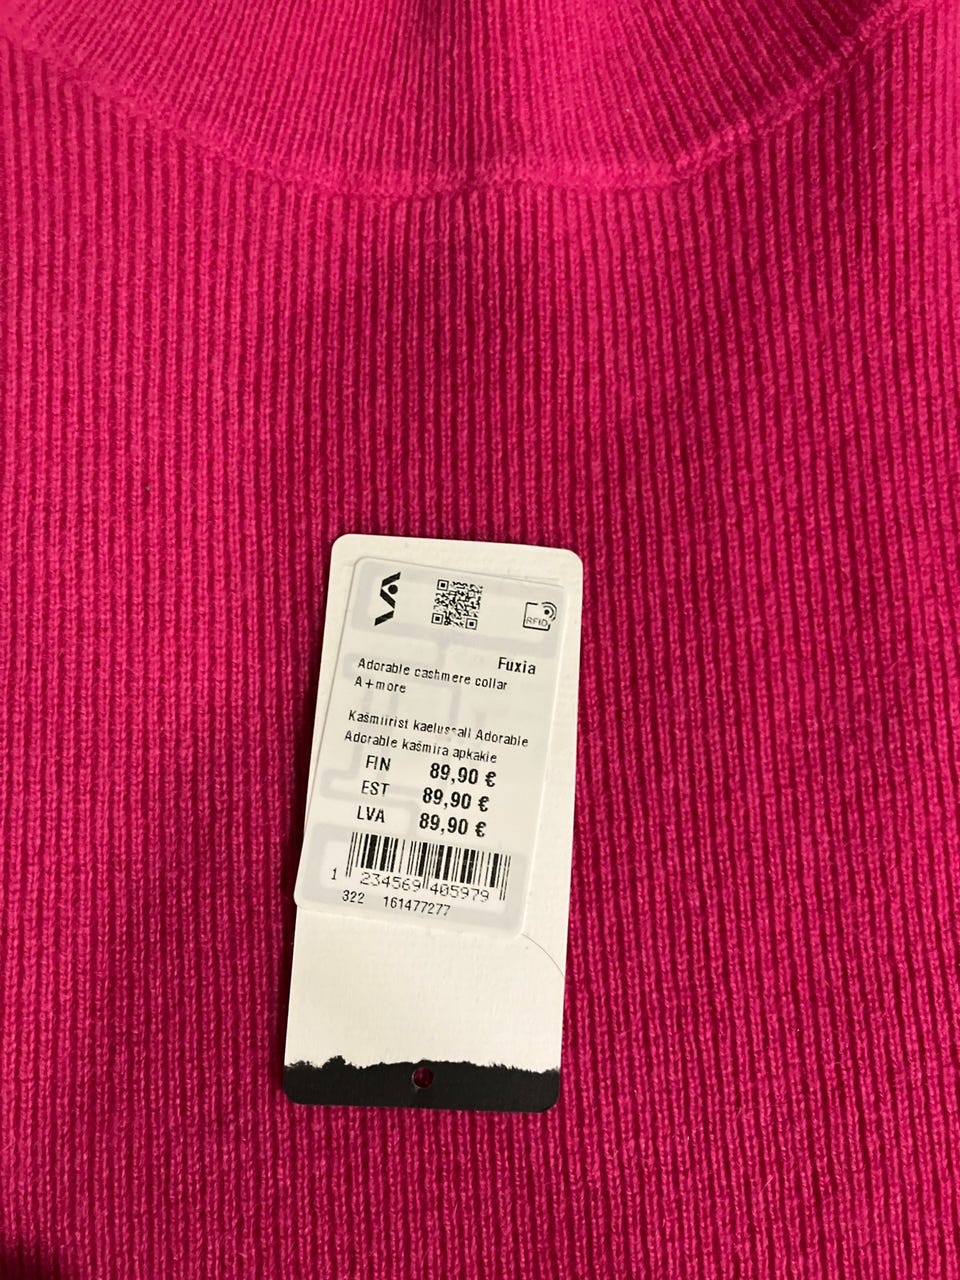 RFID
Fuxia
Adorable cashmere collar
A+more
Kašmiirist kaelussall Adorable
Adorable kašmira apkakle
FIN 89,90 €
EST 89,90 €
LVA 89,90 €
1 234569 405979
322 161477277